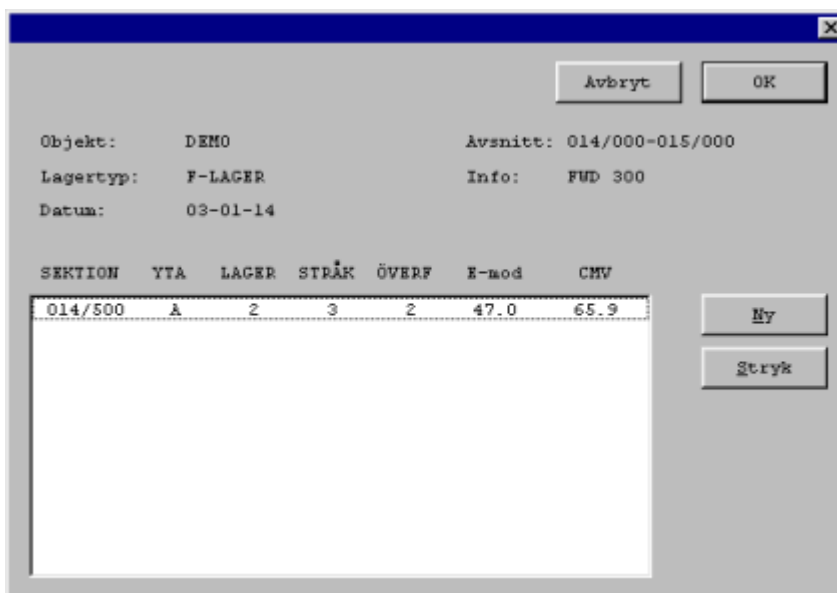 Avbryt OK
Objekt: DEMO Avsnitt: 014/000-015/000
Lagertyp: F-LAGER Info: FWD 300
Datum: 03-01-14
SEKTION YTA LAGER STRÅK ÖVERF E-mod CMV
014/500 A 2 3 2 47.0 65.9
Ny
Stryk